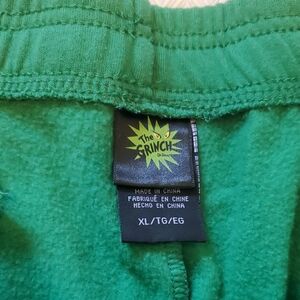 The
GRINCH
MADE IN CHINA
FABRIQUÉ EN CHINE
HECHO EN CHINA
XL/TG/EG